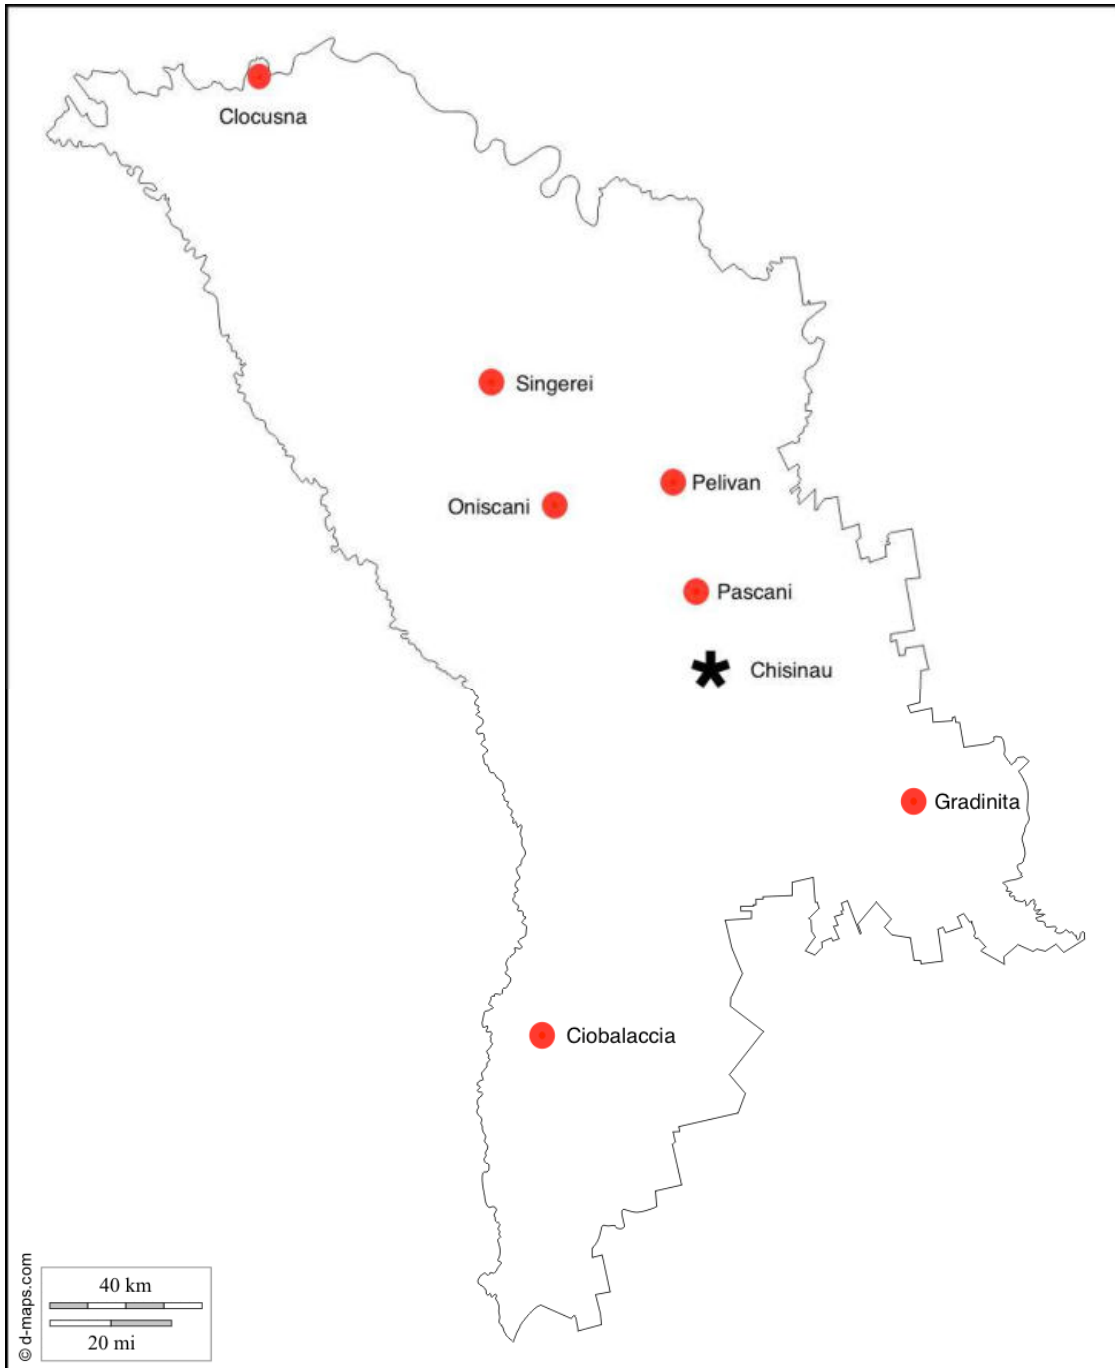 Clocusna
Singerei
Pelivan
Oniscani
Pascani
Chisinau
Gradinita
Ciobalaccia
40 km
20 mi
© d-maps.com